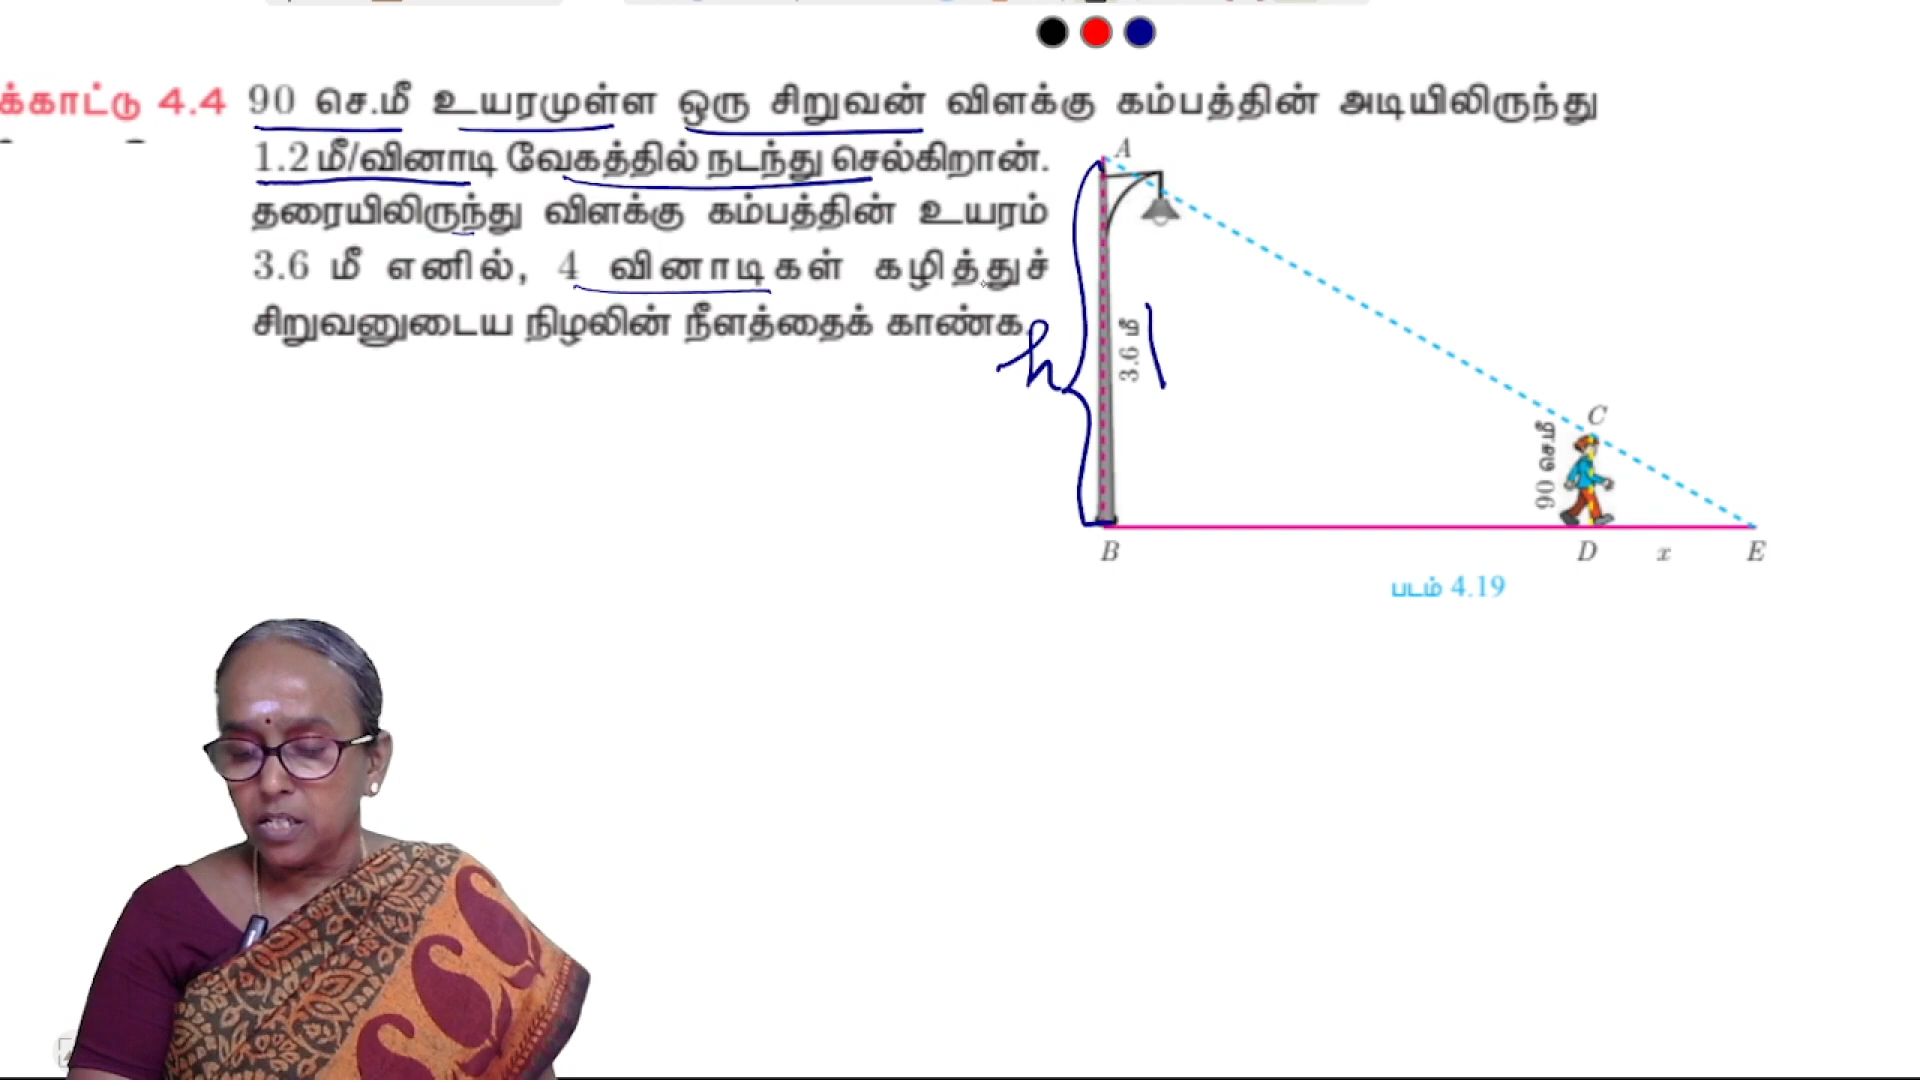 க்காட்டு 4.4 90 செ.மீ உயரமுள்ள ஒரு சிறுவன் விளக்கு கம்பத்தின் அடியிலிருந்து
1.2 மீ/வினாடி வேகத்தில் நடந்து செல்கிறான்.
தரையிலிருந்து விளக்கு கம்பத்தின் உயரம்
3.6 மீ எனில், 4 வினாடிகள் கழித்துச்
சிறுவனுடைய நிழலின் நீளத்தைக் காண்க.
A
h
3.6 மீ
C
90 செ.மீ
B D x E
படம் 4.19